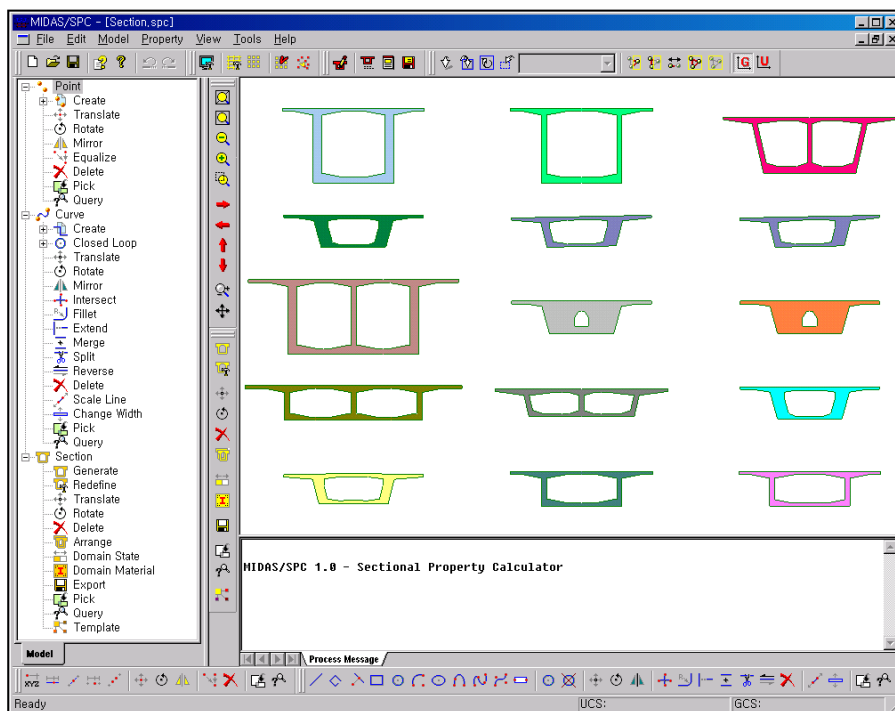 MIDAS/SPC - [Section.spc]
File Edit Model Property View Tools Help
G U
Point
Create
Translate
Rotate
Mirror
Equalize
Delete
Pick
Query
Curve
Create
Closed Loop
Translate
Rotate
Mirror
Intersect
Fillet
Extend
Merge
Split
Reverse
Delete
Scale Line
Change Width
Pick
Query
Section
Generate
Redefine
Translate
Rotate
Delete
Arrange
Domain State
Domain Material
Export
Pick
Query
Template
Model
MIDAS/SPC 1.0 - Sectional Property Calculator
Process Message
XYZ
Ready UCS: GCS: